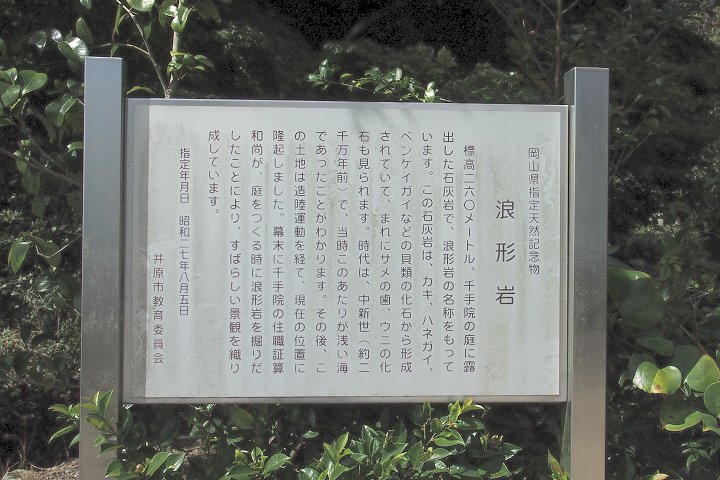 岡山県指定天然記念物
浪形岩
標高二六〇メートル、千手院の庭に露
出した石灰岩で、浪形岩の名称をもって
います。この石灰岩は、カキ、ハネガイ、
ベンケイガイなどの貝類の化石から形成
されていて、まれにサメの歯、ウニの化
石も見られます。時代は、中新世(約二
千万年前)で、当時このあたりが浅い海
であったことがわかります。その後、こ
の土地は造陸運動を経て、現在の位置に
隆起しました。幕末に千手院の住職証算
和尚が、庭をつくる時に浪形岩を掘りだ
したことにより、すばらしい景観を織り
成しています。
指定年月日 昭和二七年八月五日
井原市教育委員会